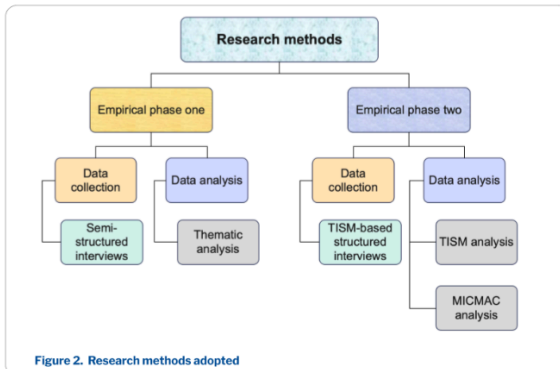 Research methods
Empirical phase one
Empirical phase two
Data
collection
Data analysis
Data
collection
Data analysis
Semi-
structured
interviews
Thematic
analysis
TISM-based
structured
interviews
TISM analysis
MICMAC
analysis
Figure 2. Research methods adopted